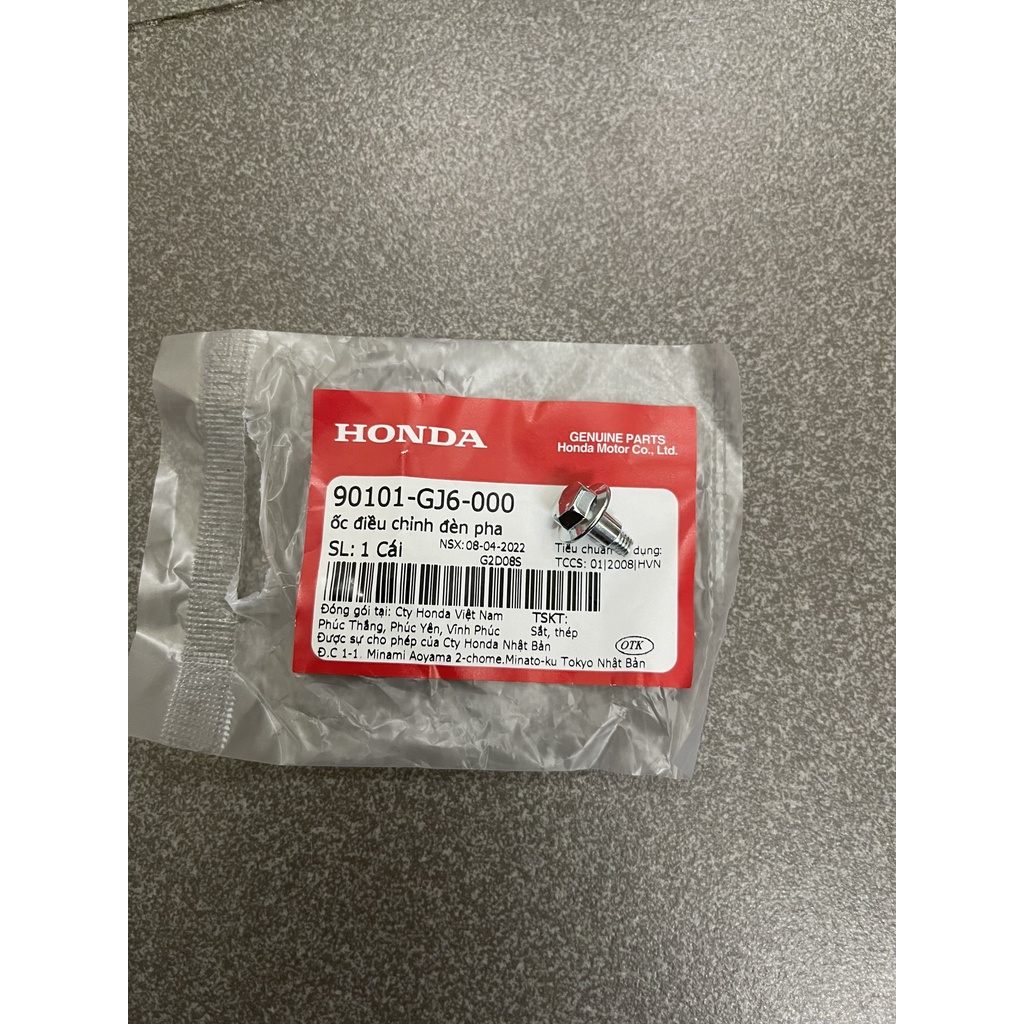 HONDA
GENUINE PARTS
Honda Motor Co., Ltd.
90101-GJ6-000
ốc điều chỉnh đèn pha
SL: 1 Cái
NSX: 08-04-2022
G2D08S
Tiêu chuẩn dụng:
TCCS: 01|2008|HVN
Đóng gói tại: Cty Honda Việt Nam
Phúc Thắng, Phúc Yên, Vĩnh Phúc
TSKT:
Sắt, thép
Được sự cho phép của Cty Honda Nhật Bản
Đ.C 1-1. Minami Aoyama 2-chome.Minato-ku Tokyo Nhật Bản
OTK